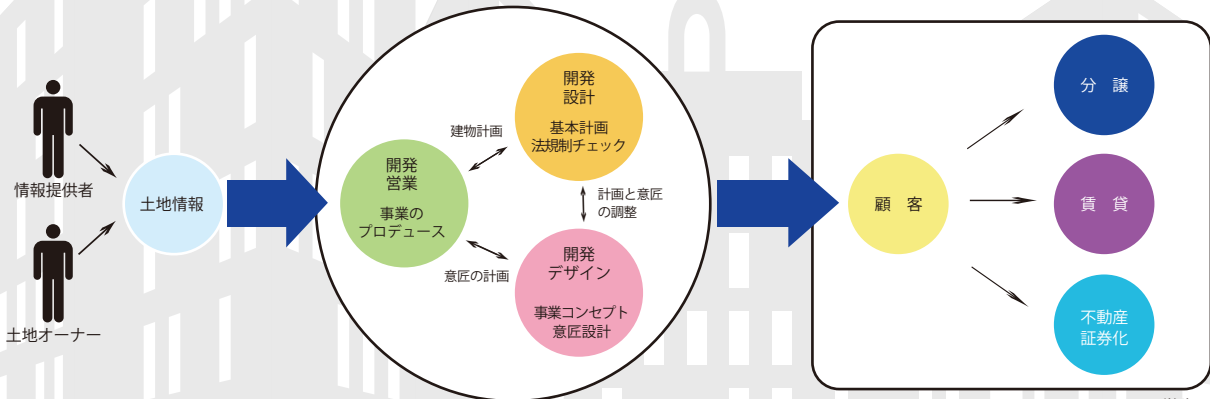 情報提供者
土地オーナー
土地情報
開発
営業
事業の
プロデュース
建物計画
意匠の計画
開発
設計
基本計画
法規制チェック
計画と意匠
の調整
開発
デザイン
事業コンセプト
意匠設計
顧 客
分 譲
賃 貸
不動産
証券化